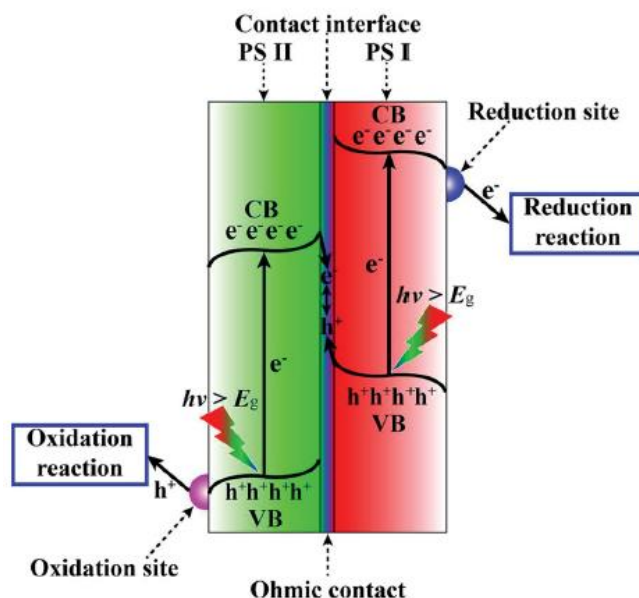 Contact interface
PS II
PS I
CB
e⁻ e⁻ e⁻ e⁻
Reduction site
e⁻
Reduction
reaction
CB
e⁻ e⁻ e⁻ e⁻
e⁻
e⁻
hν > Eg
h⁺
h⁺h⁺h⁺h⁺
VB
e⁻
hν > Eg
Oxidation
reaction
h⁺
h⁺h⁺h⁺h⁺
VB
Oxidation site
Ohmic contact